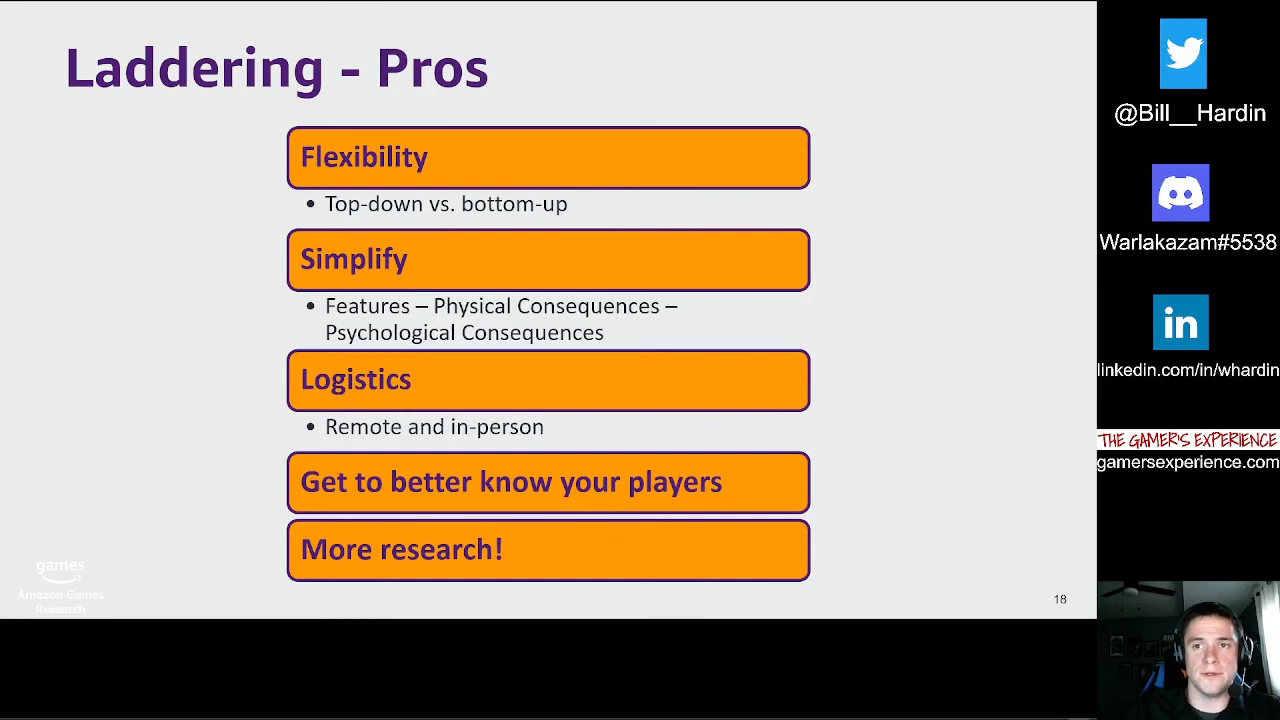 Laddering - Pros
Flexibility
• Top-down vs. bottom-up
Simplify
• Features – Physical Consequences –
Psychological Consequences
Logistics
• Remote and in-person
Get to better know your players
More research!
games
Amazon Games
Research
18
@Bill__Hardin
Warlakazam#5538
in
linkedin.com/in/whardin
THE GAMER'S EXPERIENCE
gamersexperience.com